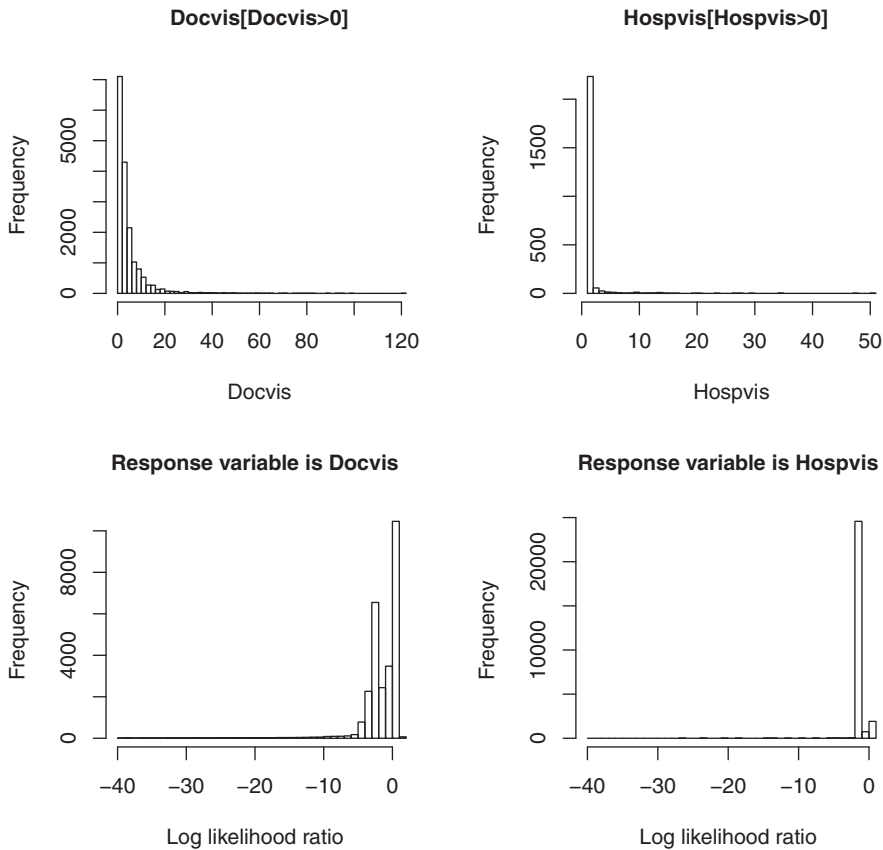 Docvis[Docvis>0]
Frequency
0
2000
5000
0 20 40 60 80 120
Docvis
Hospvis[Hospvis>0]
Frequency
0
500
1500
0 10 20 30 40 50
Hospvis
Response variable is Docvis
Frequency
0
4000
8000
−40 −30 −20 −10 0
Log likelihood ratio
Response variable is Hospvis
Frequency
0
10000
20000
−40 −30 −20 −10 0
Log likelihood ratio